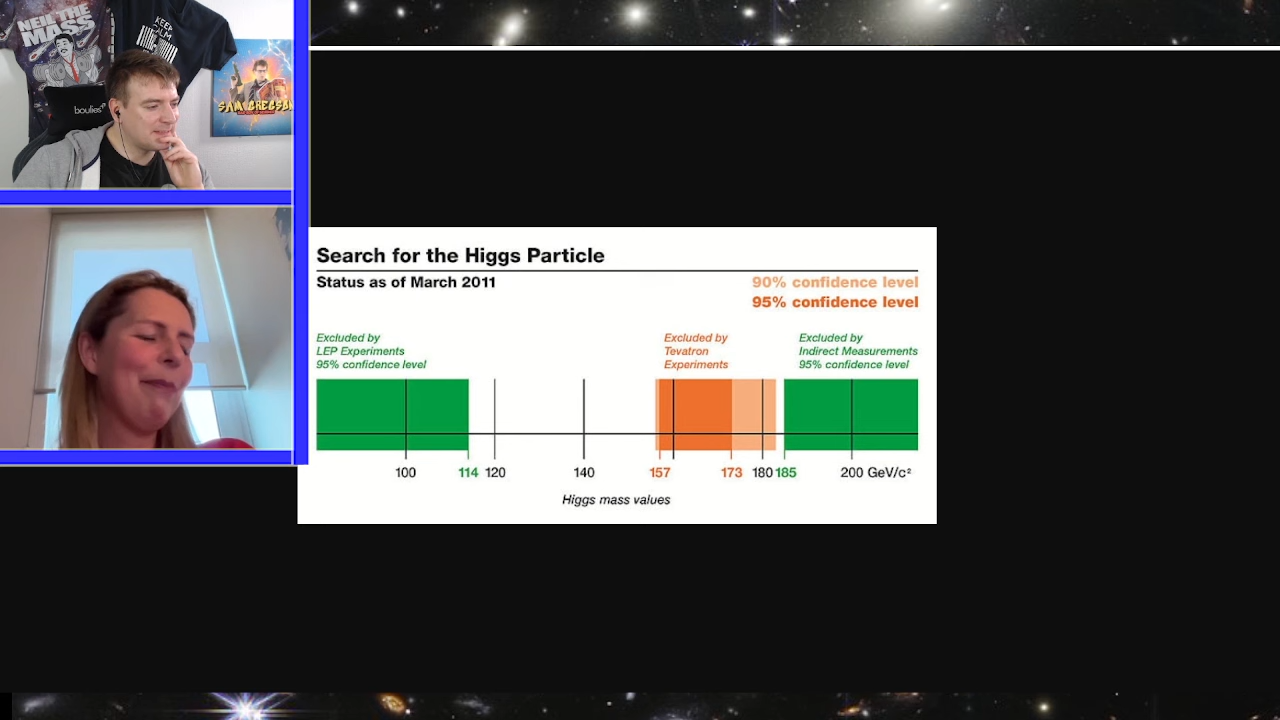 NEIL THE
MASS
KEEP
CALM
boulies
SAM GREGSON
Search for the Higgs Particle
Status as of March 2011
90% confidence level
95% confidence level
Excluded by
LEP Experiments
95% confidence level
Excluded by
Tevatron
Experiments
Excluded by
Indirect Measurements
95% confidence level
100 114 120 140 157 173 180 185 200 GeV/c²
Higgs mass values